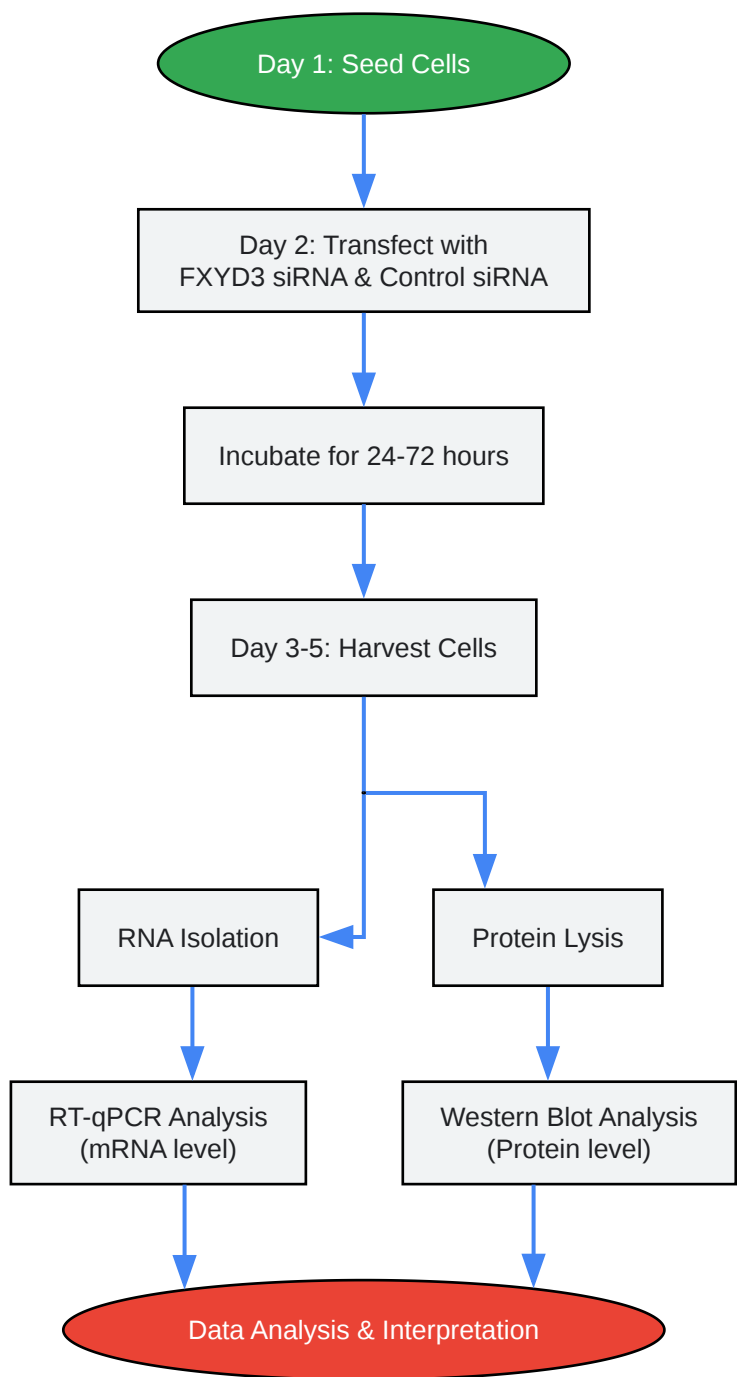 Day 1: Seed Cells
Day 2: Transfect with
FXYD3 siRNA & Control siRNA
Incubate for 24-72 hours
Day 3-5: Harvest Cells
RNA Isolation
Protein Lysis
RT-qPCR Analysis
(mRNA level)
Western Blot Analysis
(Protein level)
Data Analysis & Interpretation